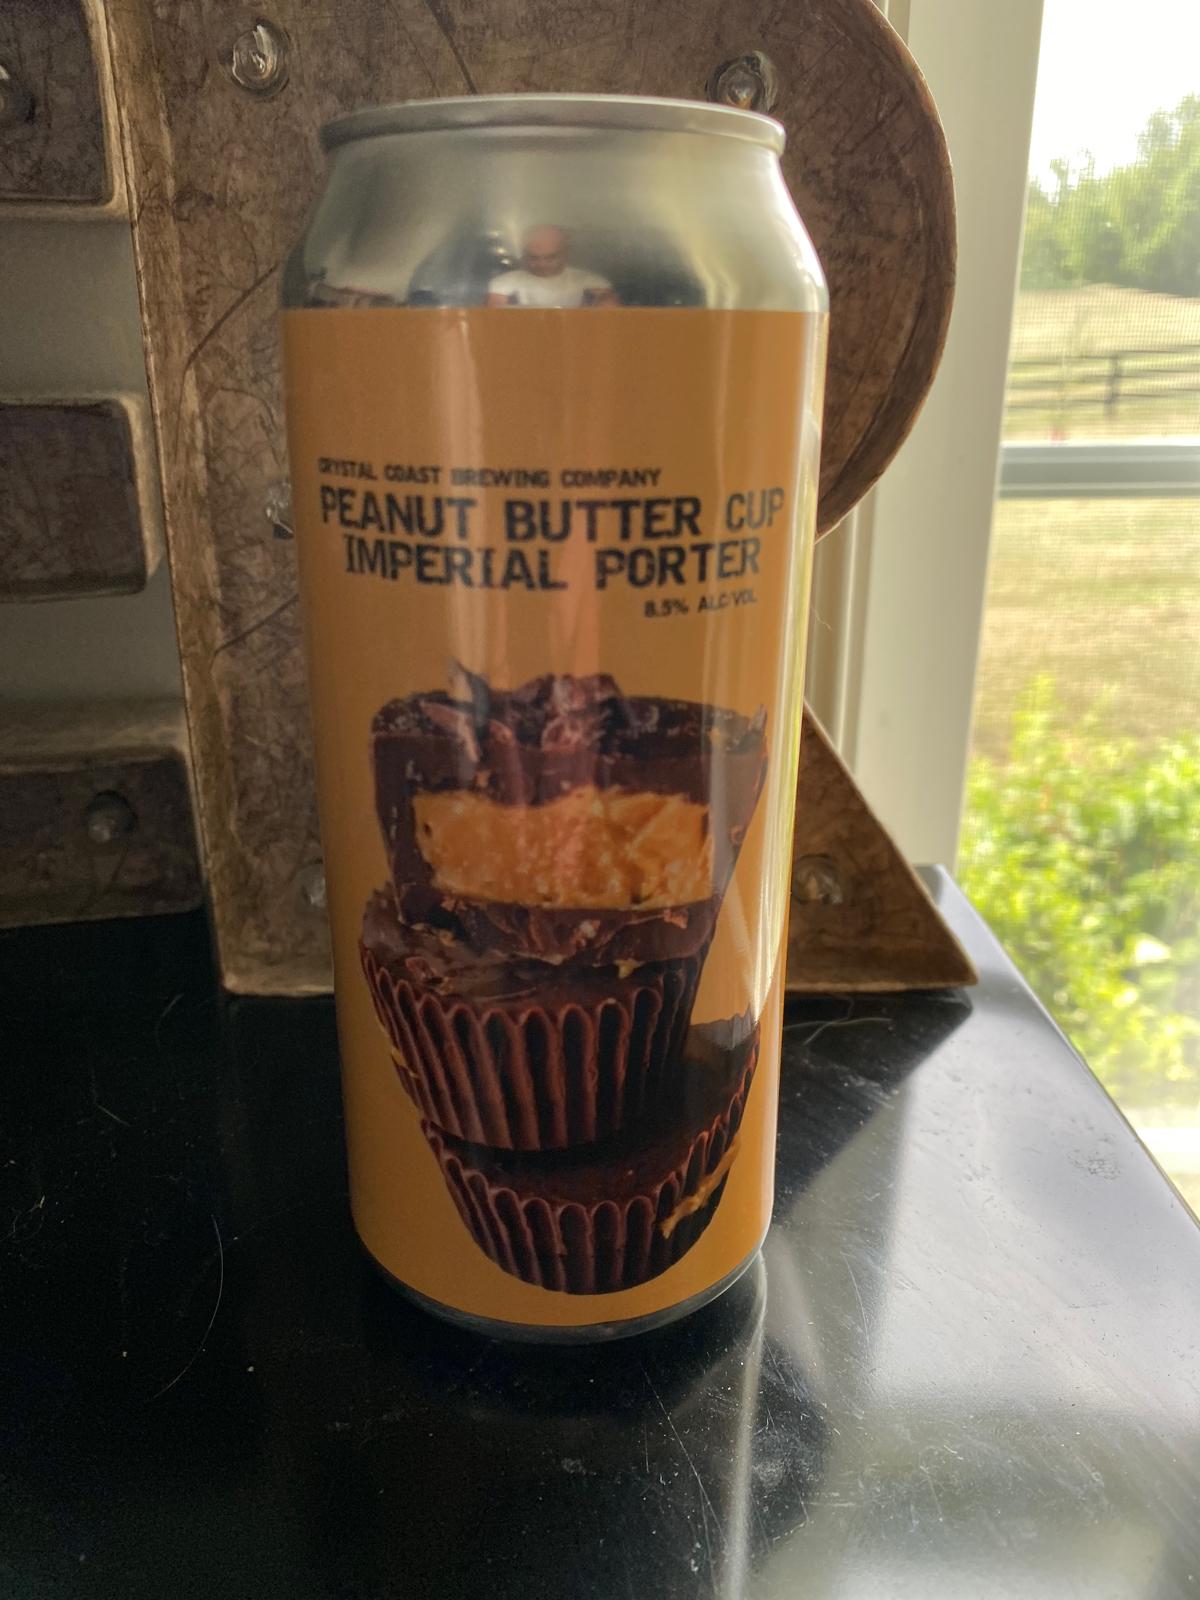 CRYSTAL COAST BREWING COMPANY
PEANUT BUTTER CUP
IMPERIAL PORTER
8.5% ALC/VOL